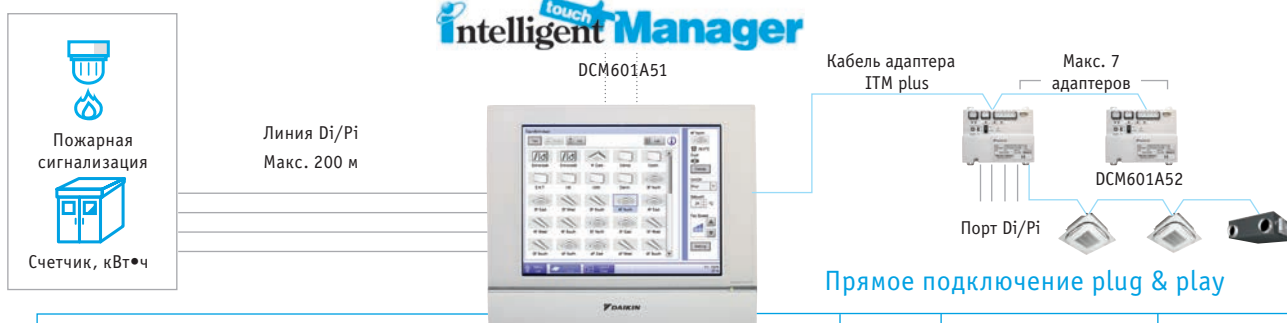 intelligent touch Manager
DCM601A51
Кабель адаптера
ITM plus
Макс. 7
адаптеров
Пожарная
сигнализация
Линия Di/Pi
Макс. 200 м
Счетчик, кВт•ч
DCM601A52
Порт Di/Pi
Прямое подключение plug & play
DAIKIN